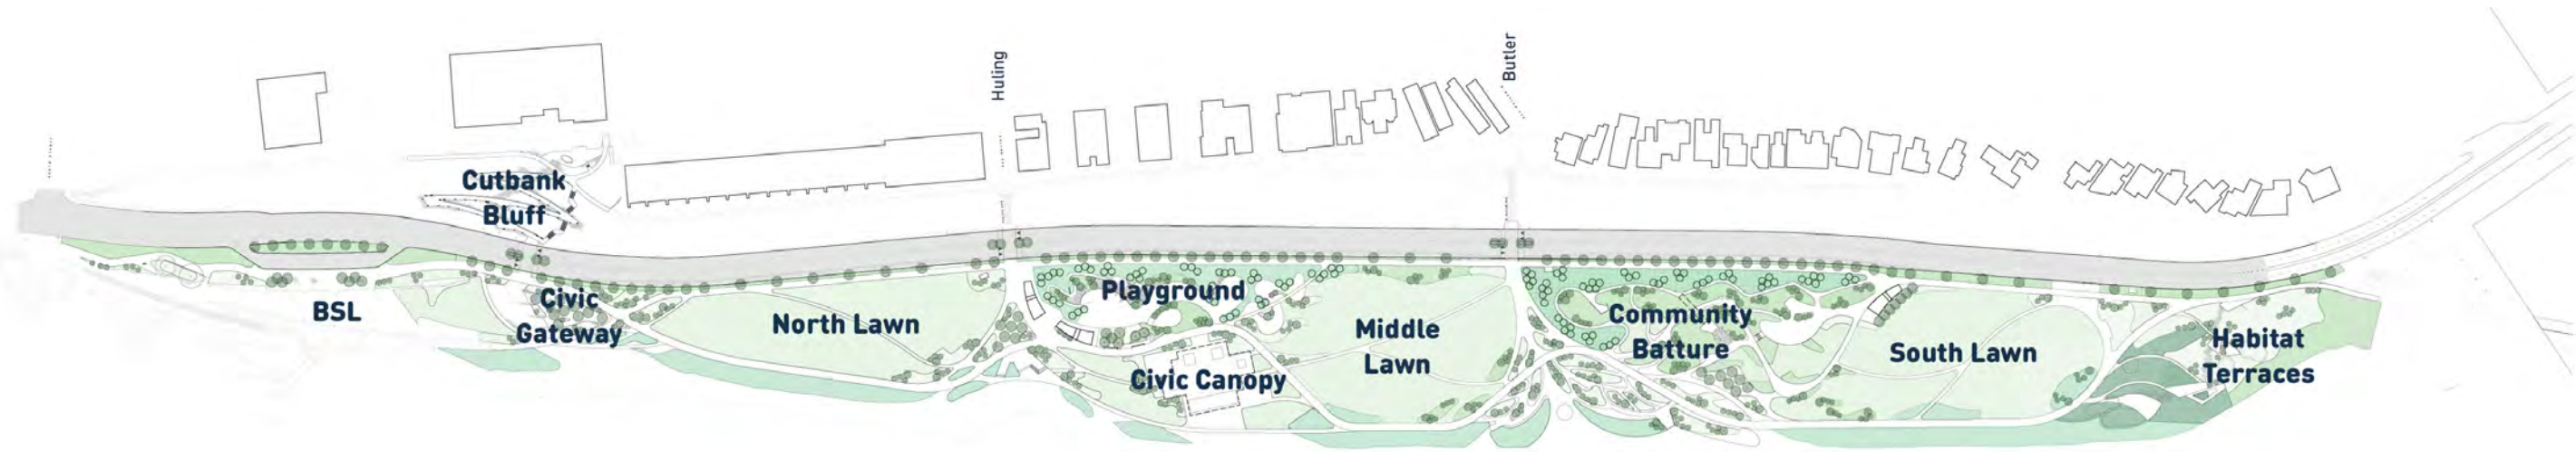 Huling
Butler
Cutbank
Bluff
BSL
Civic
Gateway
North Lawn
Playground
Civic Canopy
Middle
Lawn
Community
Batture
South Lawn
Habitat
Terraces